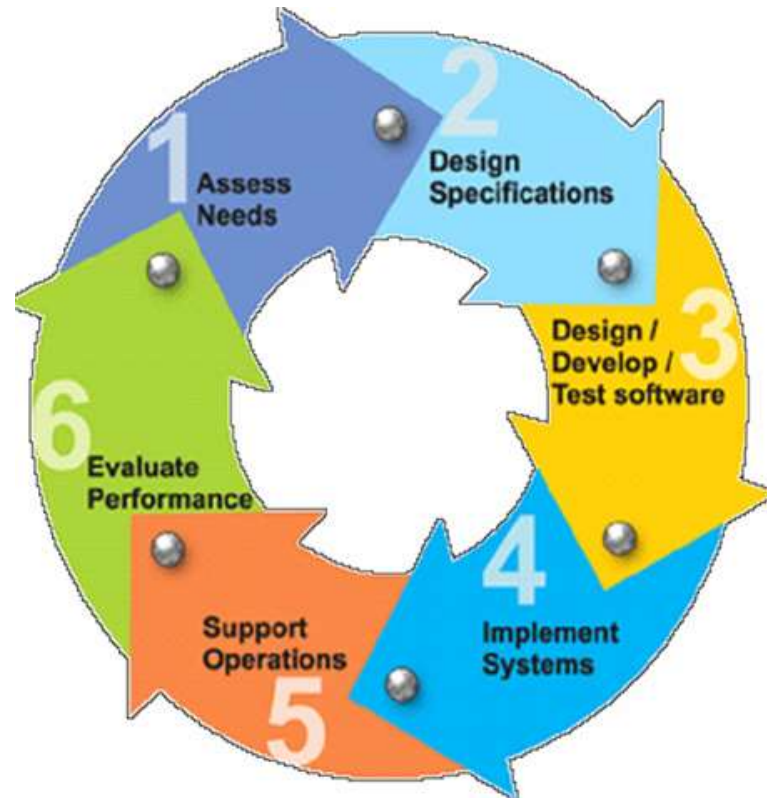 1
Assess
Needs
2
Design
Specifications
3
Design /
Develop /
Test software
4
Implement
Systems
5
Support
Operations
6
Evaluate
Performance